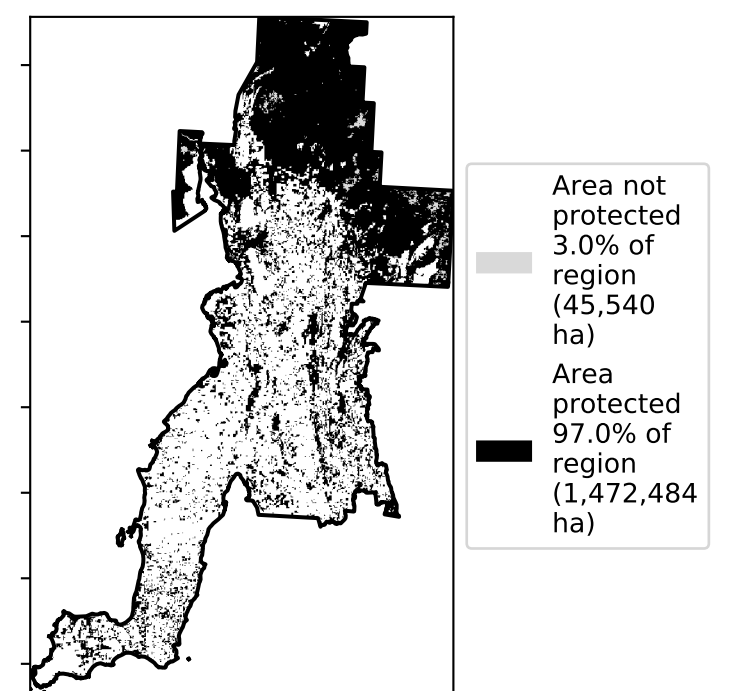 Area not
protected
3.0% of
region
(45,540
ha)
Area
protected
97.0% of
region
(1,472,484
ha)